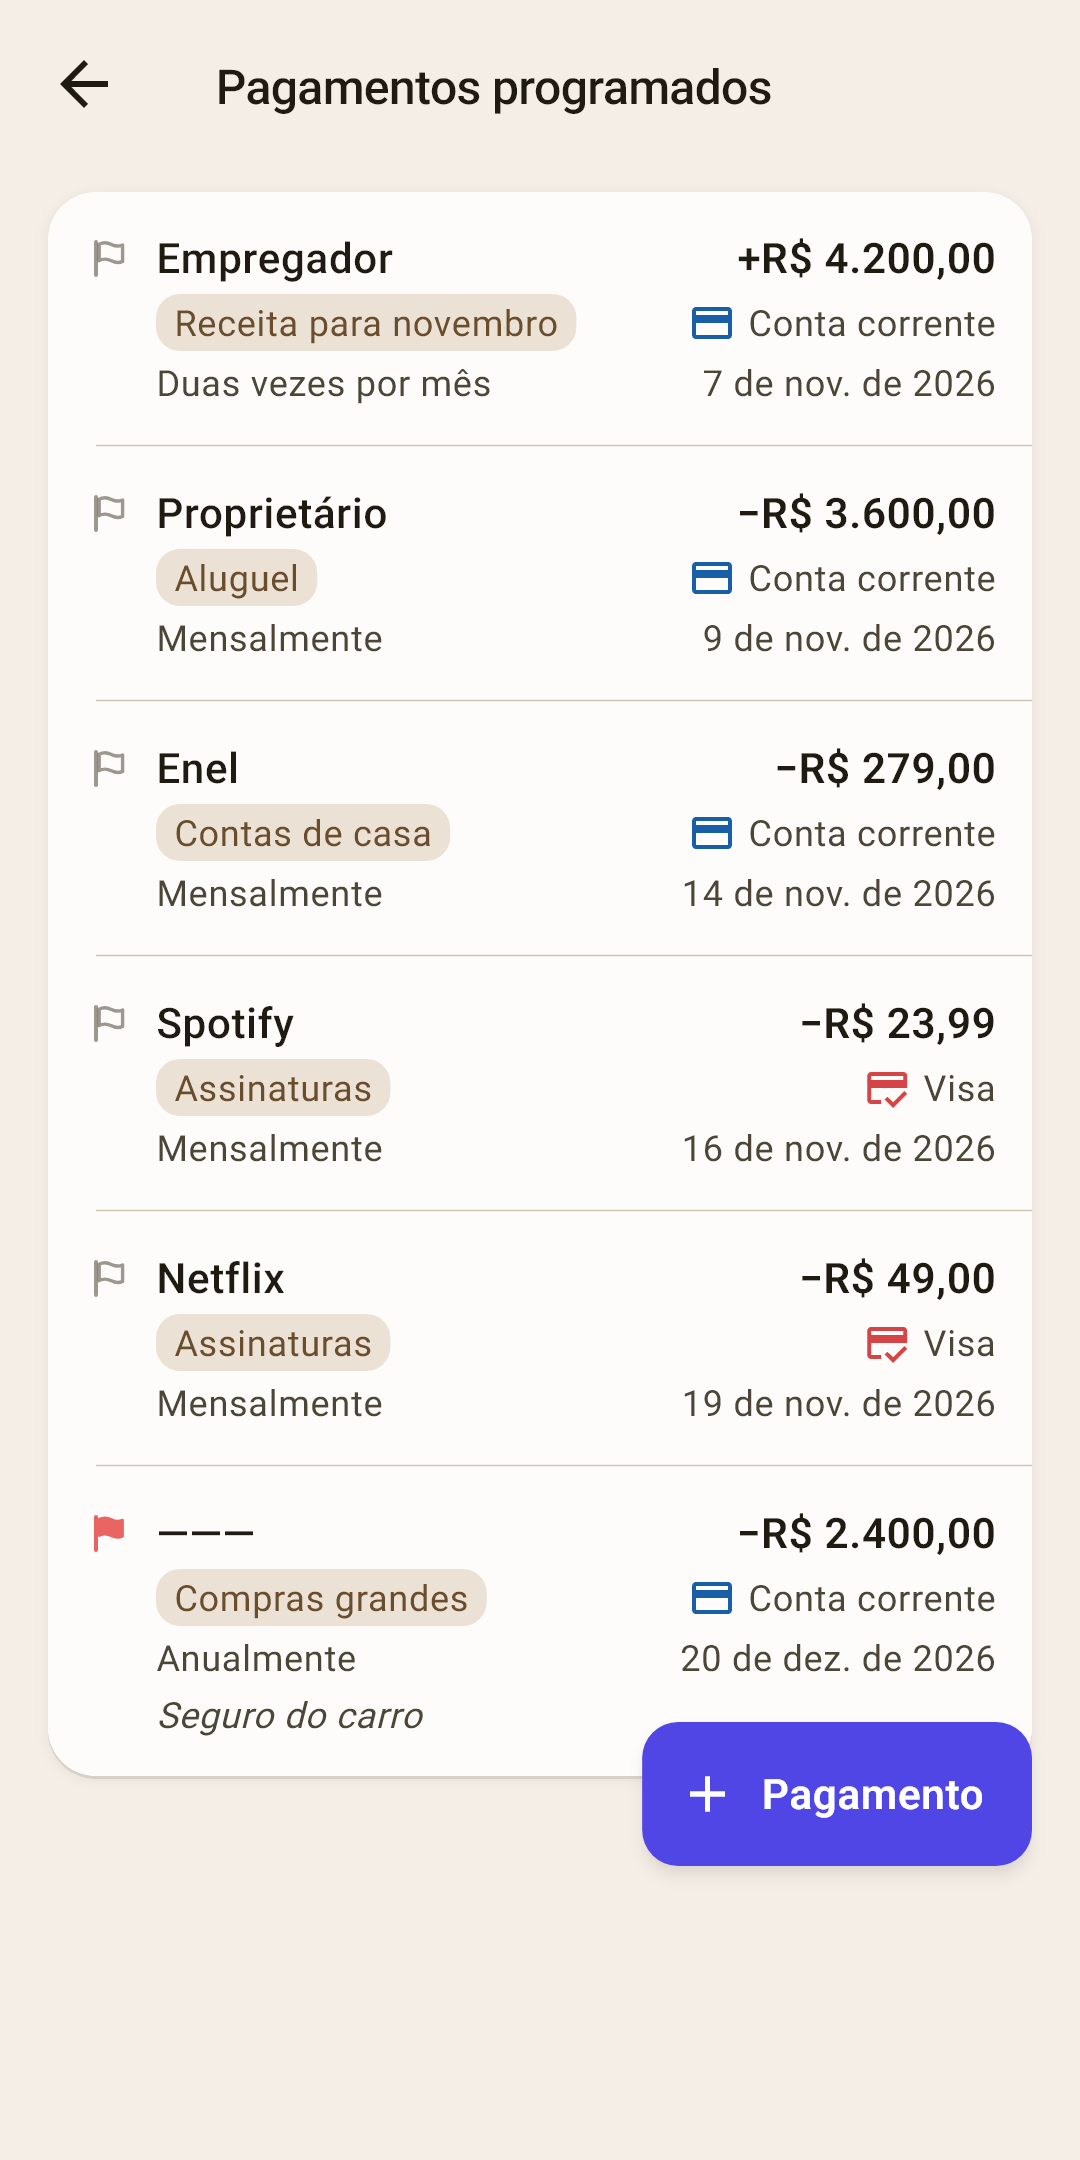 Pagamentos programados
Empregador +R$ 4.200,00
Receita para novembro Conta corrente
Duas vezes por mês 7 de nov. de 2026
Proprietário −R$ 3.600,00
Aluguel Conta corrente
Mensalmente 9 de nov. de 2026
Enel −R$ 279,00
Contas de casa Conta corrente
Mensalmente 14 de nov. de 2026
Spotify −R$ 23,99
Assinaturas Visa
Mensalmente 16 de nov. de 2026
Netflix −R$ 49,00
Assinaturas Visa
Mensalmente 19 de nov. de 2026
——— −R$ 2.400,00
Compras grandes Conta corrente
Anualmente 20 de dez. de 2026
Seguro do carro
+ Pagamento